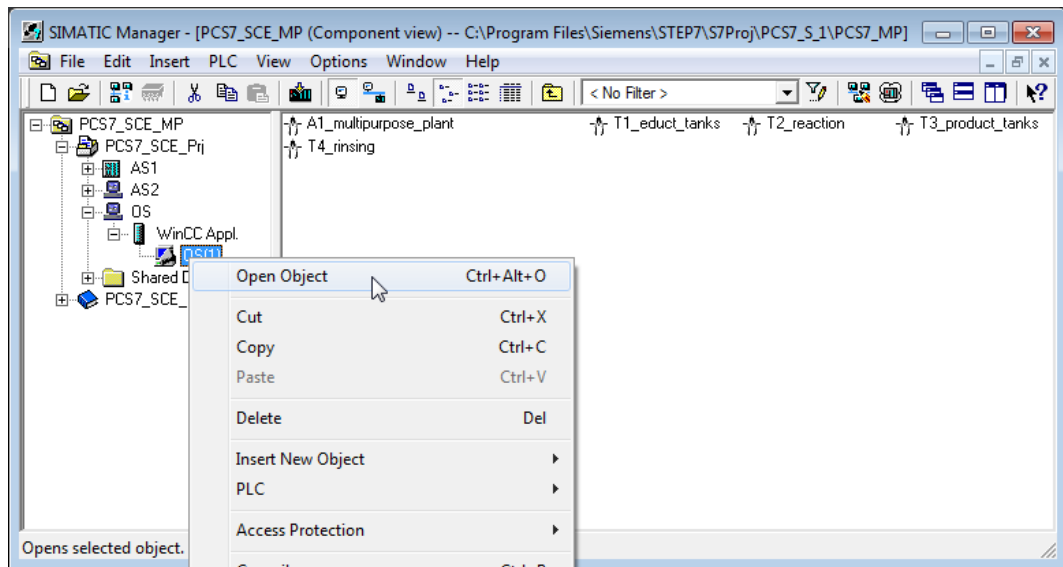 SIMATIC Manager - [PCS7_SCE_MP (Component view) -- C:\Program Files\Siemens\STEP7\S7Proj\PCS7_S_1\PCS7_MP]
File Edit Insert PLC View Options Window Help
< No Filter >
PCS7_SCE_MP
PCS7_SCE_Prj
AS1
AS2
OS
WinCC Appl.
OS(1)
Shared D
PCS7_SCE_
A1_multipurpose_plant T1_educt_tanks T2_reaction T3_product_tanks
T4_rinsing
Open Object Ctrl+Alt+O
Cut Ctrl+X
Copy Ctrl+C
Paste Ctrl+V
Delete Del
Insert New Object
PLC
Access Protection
Opens selected object.